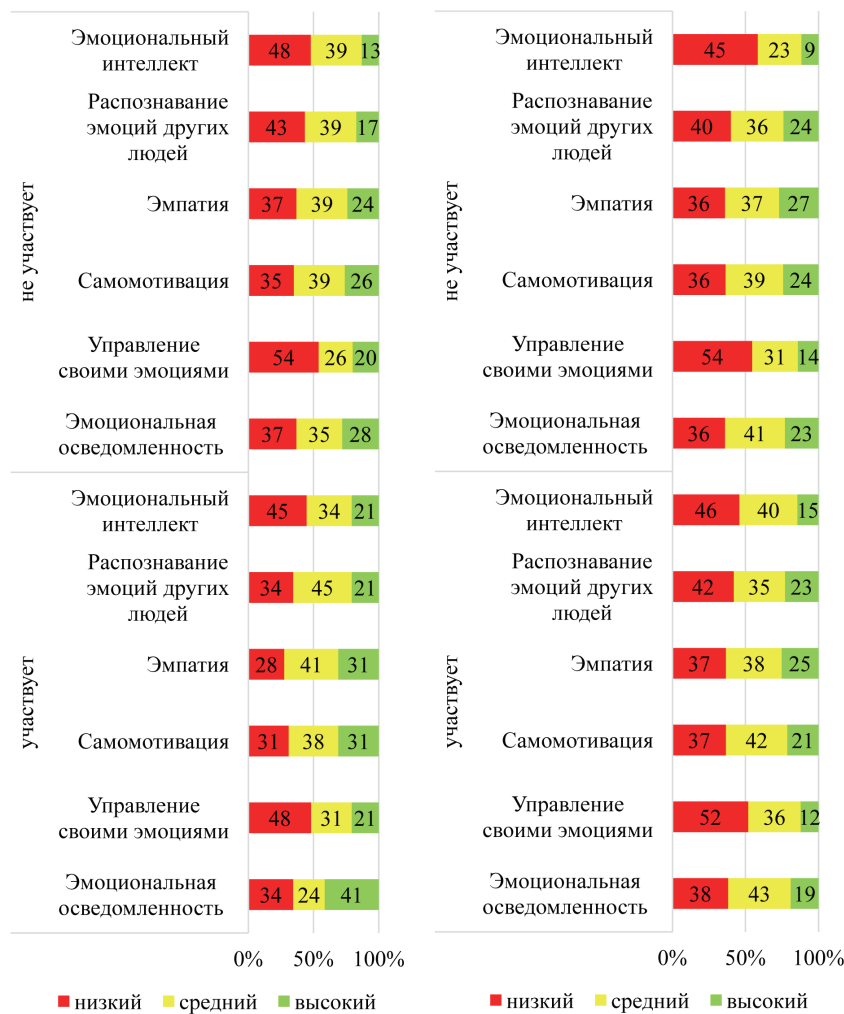 не участвует
Эмоциональный
интеллект
48 39 13
Распознавание
эмоций других
людей
43 39 17
Эмпатия
37 39 24
Самомотивация
35 39 26
Управление
своими эмоциями
54 26 20
Эмоциональная
осведомленность
37 35 28
участвует
Эмоциональный
интеллект
45 34 21
Распознавание
эмоций других
людей
34 45 21
Эмпатия
28 41 31
Самомотивация
31 38 31
Управление
своими эмоциями
48 31 21
Эмоциональная
осведомленность
34 24 41
0% 50% 100%
низкий средний высокий
не участвует
Эмоциональный
интеллект
45 23 9
Распознавание
эмоций других
людей
40 36 24
Эмпатия
36 37 27
Самомотивация
36 39 24
Управление
своими эмоциями
54 31 14
Эмоциональная
осведомленность
36 41 23
участвует
Эмоциональный
интеллект
46 40 15
Распознавание
эмоций других
людей
42 35 23
Эмпатия
37 38 25
Самомотивация
37 42 21
Управление
своими эмоциями
52 36 12
Эмоциональная
осведомленность
38 43 19
0% 50% 100%
низкий средний высокий